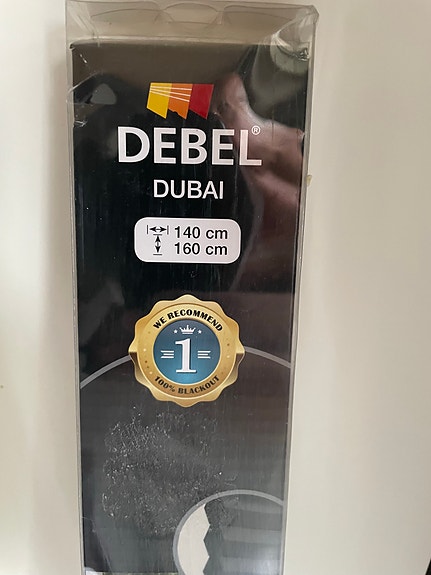 DEBEL®
DUBAI
140 cm
160 cm
WE RECOMMEND
1
100% BLACKOUT